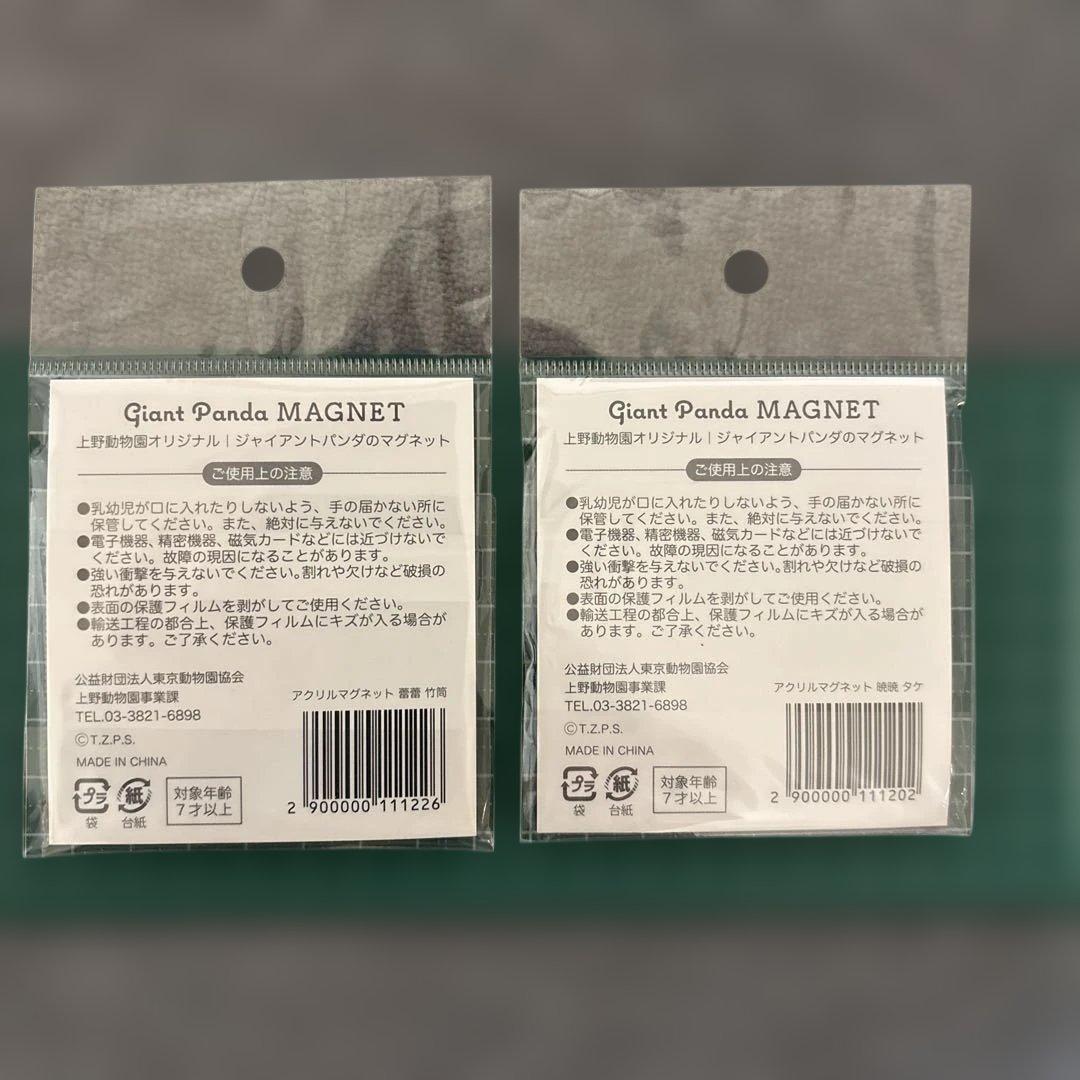 Giant Panda MAGNET
上野動物園オリジナル|ジャイアントパンダのマグネット
ご使用上の注意
●乳幼児が口に入れたりしないよう、手の届かない所に
保管してください。また、絶対に与えないでください。
●電子機器、精密機器、磁気カードなどには近づけないで
ください。故障の現因になることがあります。
●強い衝撃を与えないでください。割れや欠けなど破損の
恐れがあります。
●表面の保護フィルムを剥がしてご使用ください。
●輸送工程の都合上、保護フィルムにキズが入る場合が
あります。ご了承ください。
公益財団法人東京動物園協会
上野動物園事業課
TEL.03-3821-6898
©T.Z.P.S.
MADE IN CHINA
アクリルマグネット 蕾蕾 竹筒
プラ
袋
紙
台紙
対象年齢
7才以上
2 900000 111226
Giant Panda MAGNET
上野動物園オリジナル|ジャイアントパンダのマグネット
ご使用上の注意
●乳幼児が口に入れたりしないよう、手の届かない所に
保管してください。また、絶対に与えないでください。
●電子機器、精密機器、磁気カードなどには近づけないで
ください。故障の現因になることがあります。
●強い衝撃を与えないでください。割れや欠けなど破損の
恐れがあります。
●表面の保護フィルムを剥がしてご使用ください。
●輸送工程の都合上、保護フィルムにキズが入る場合が
あります。ご了承ください。
公益財団法人東京動物園協会
上野動物園事業課
TEL.03-3821-6898
©T.Z.P.S.
MADE IN CHINA
アクリルマグネット 暁暁 タケ
プラ
袋
紙
台紙
対象年齢
7才以上
2 900000 111202